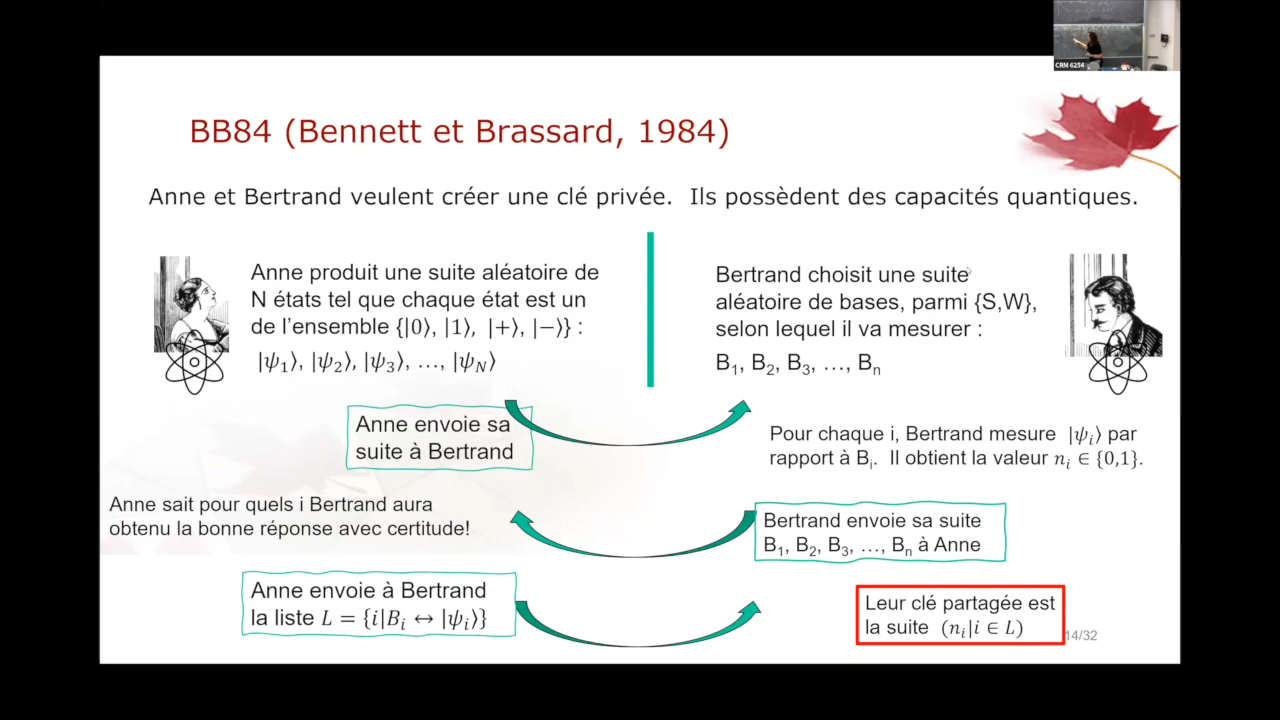 CRM 6254
BB84 (Bennett et Brassard, 1984)
Anne et Bertrand veulent créer une clé privée. Ils possèdent des capacités quantiques.
Anne produit une suite aléatoire de
N états tel que chaque état est un
de l'ensemble {|0⟩, |1⟩, |+⟩, |−⟩} :
|𝜓₁⟩, |𝜓₂⟩, |𝜓₃⟩, …, |𝜓_N⟩
Bertrand choisit une suite
aléatoire de bases, parmi {S,W},
selon lequel il va mesurer :
B₁, B₂, B₃, …, Bₙ
Anne envoie sa
suite à Bertrand
Pour chaque i, Bertrand mesure |𝜓ᵢ⟩ par
rapport à Bᵢ. Il obtient la valeur nᵢ ∈ {0,1}.
Anne sait pour quels i Bertrand aura
obtenu la bonne réponse avec certitude!
Bertrand envoie sa suite
B₁, B₂, B₃, …, Bₙ à Anne
Anne envoie à Bertrand
la liste L = {i|Bᵢ ↔ |𝜓ᵢ⟩}
Leur clé partagée est
la suite (nᵢ|i ∈ L)
14/32